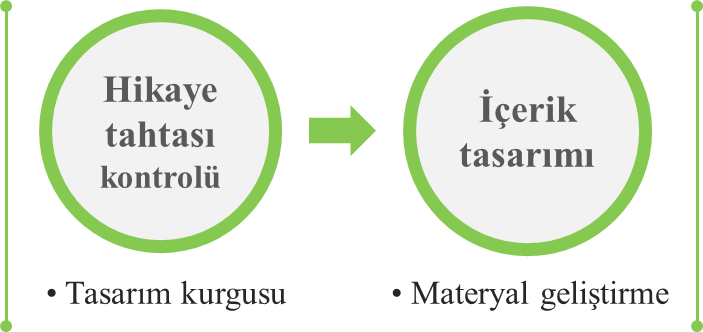 Hikaye
tahtası
kontrolü
İçerik
tasarımı
• Tasarım kurgusu
• Materyal geliştirme